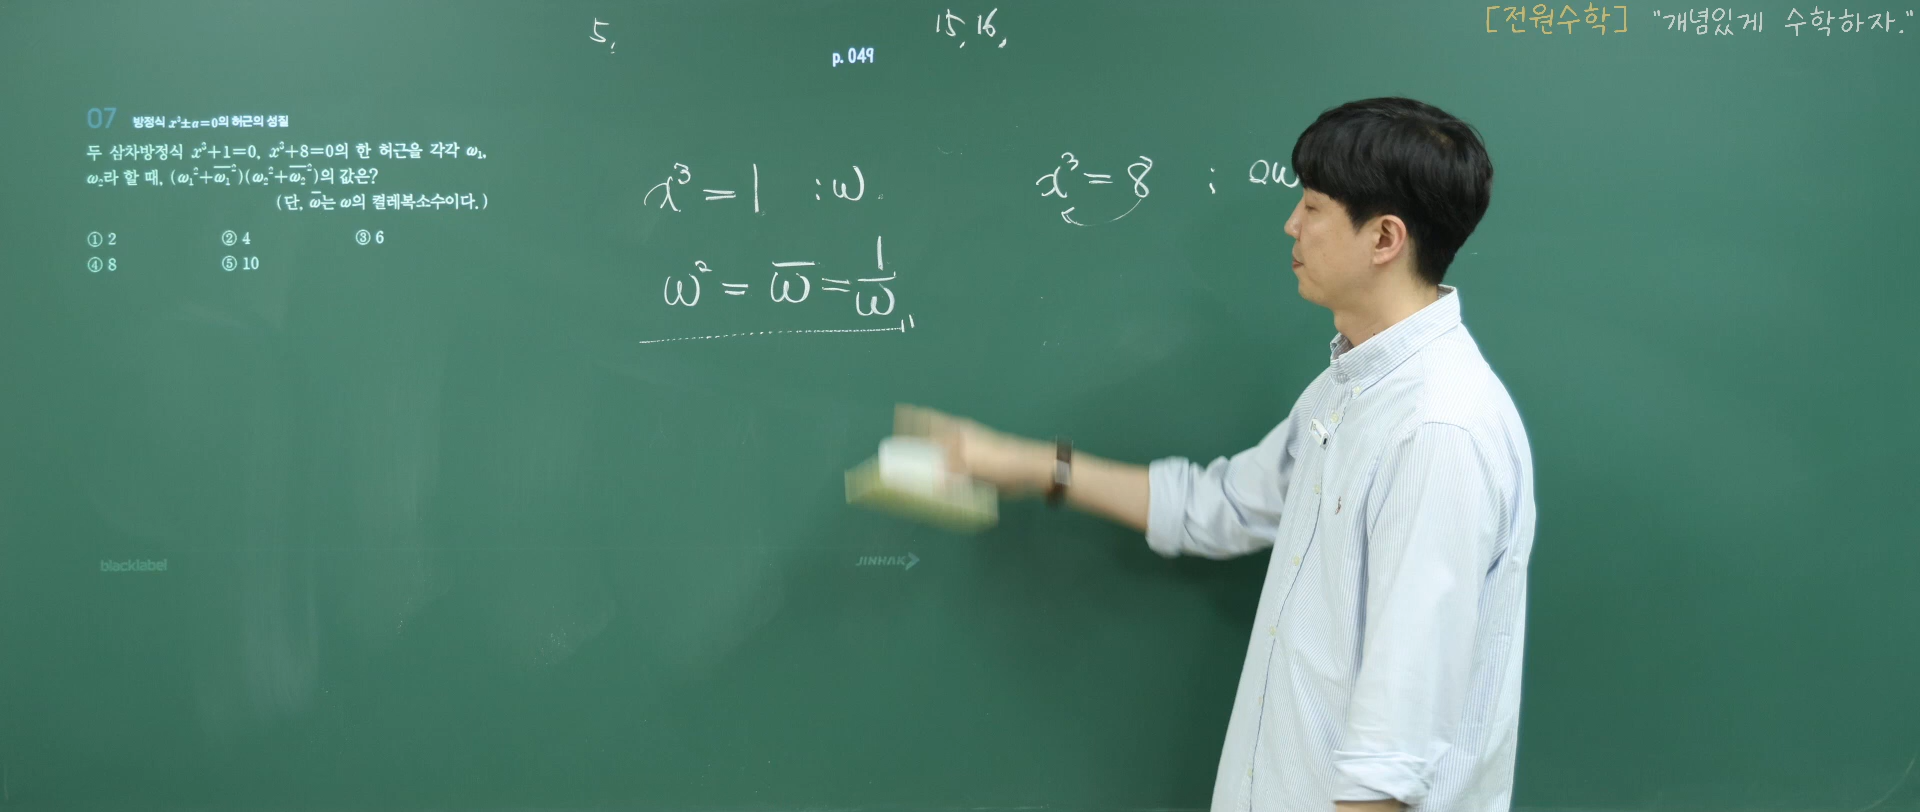 [전원수학] "개념있게 수학하자."
5.
15, 16.
p. 049
07 방정식 x³±a=0의 허근의 성질
두 삼차방정식 x³+1=0, x³+8=0의 한 허근을 각각 ω₁,
ω₂라 할 때, (ω₁²+ω̅₁²)(ω₂²+ω̅₂²)의 값은?
(단, ω̅는 ω의 켤레복소수이다.)
① 2 ② 4 ③ 6
④ 8 ⑤ 10
x³=1 : ω.
ω²=ω̅=1/ω
x³=8 ; 2ω
blacklabel
JINHAK